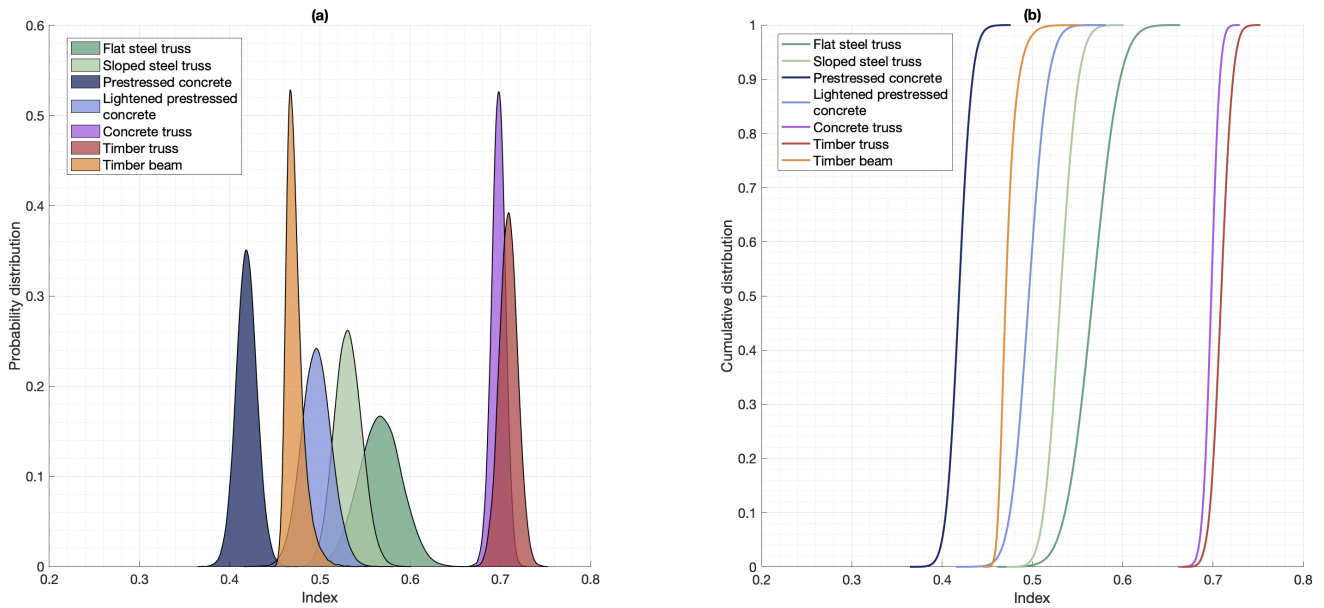 (a)
0.6
0.5
0.4
0.3
0.2
0.1
0
Probability distribution
Flat steel truss
Sloped steel truss
Prestressed concrete
Lightened prestressed
concrete
Concrete truss
Timber truss
Timber beam
0.2 0.3 0.4 0.5 0.6 0.7 0.8
Index
(b)
1
0.9
0.8
0.7
0.6
0.5
0.4
0.3
0.2
0.1
0
Cumulative distribution
Flat steel truss
Sloped steel truss
Prestressed concrete
Lightened prestressed
concrete
Concrete truss
Timber truss
Timber beam
0.2 0.3 0.4 0.5 0.6 0.7 0.8
Index